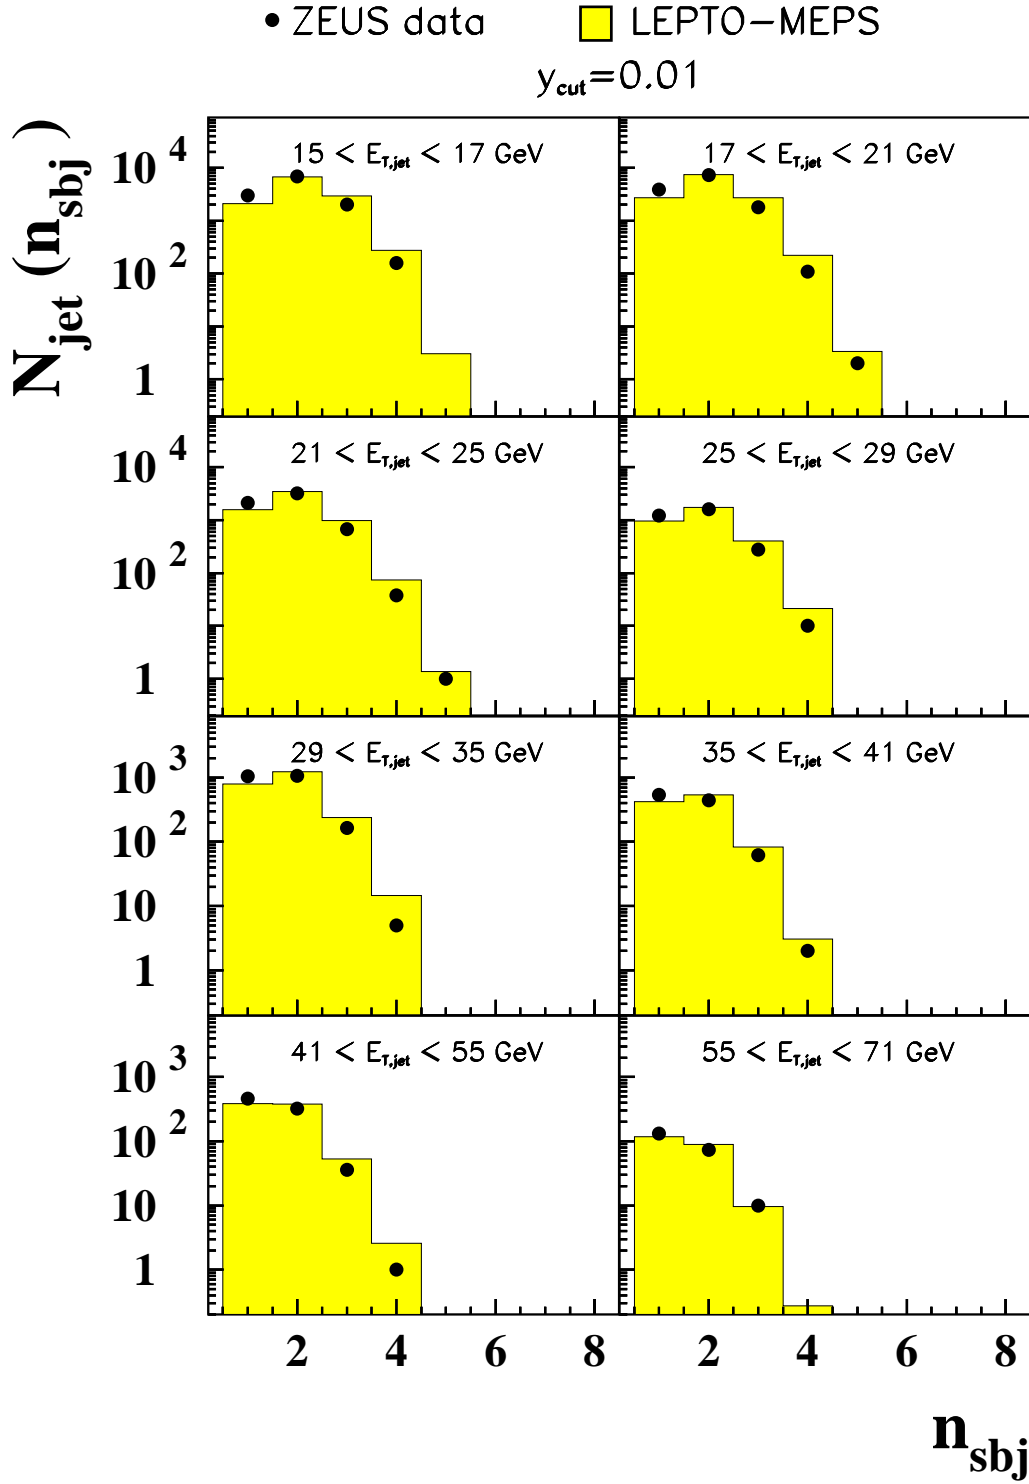 ZEUS data LEPTO-MEPS
y_cut=0.01
N_jet (n_sbj)
15 < E_T,jet < 17 GeV 17 < E_T,jet < 21 GeV
10^4
10^2
1
21 < E_T,jet < 25 GeV 25 < E_T,jet < 29 GeV
10^4
10^2
1
29 < E_T,jet < 35 GeV 35 < E_T,jet < 41 GeV
10^3
10^2
10
1
41 < E_T,jet < 55 GeV 55 < E_T,jet < 71 GeV
10^3
10^2
10
1
2 4 6 8 2 4 6 8
n_sbj